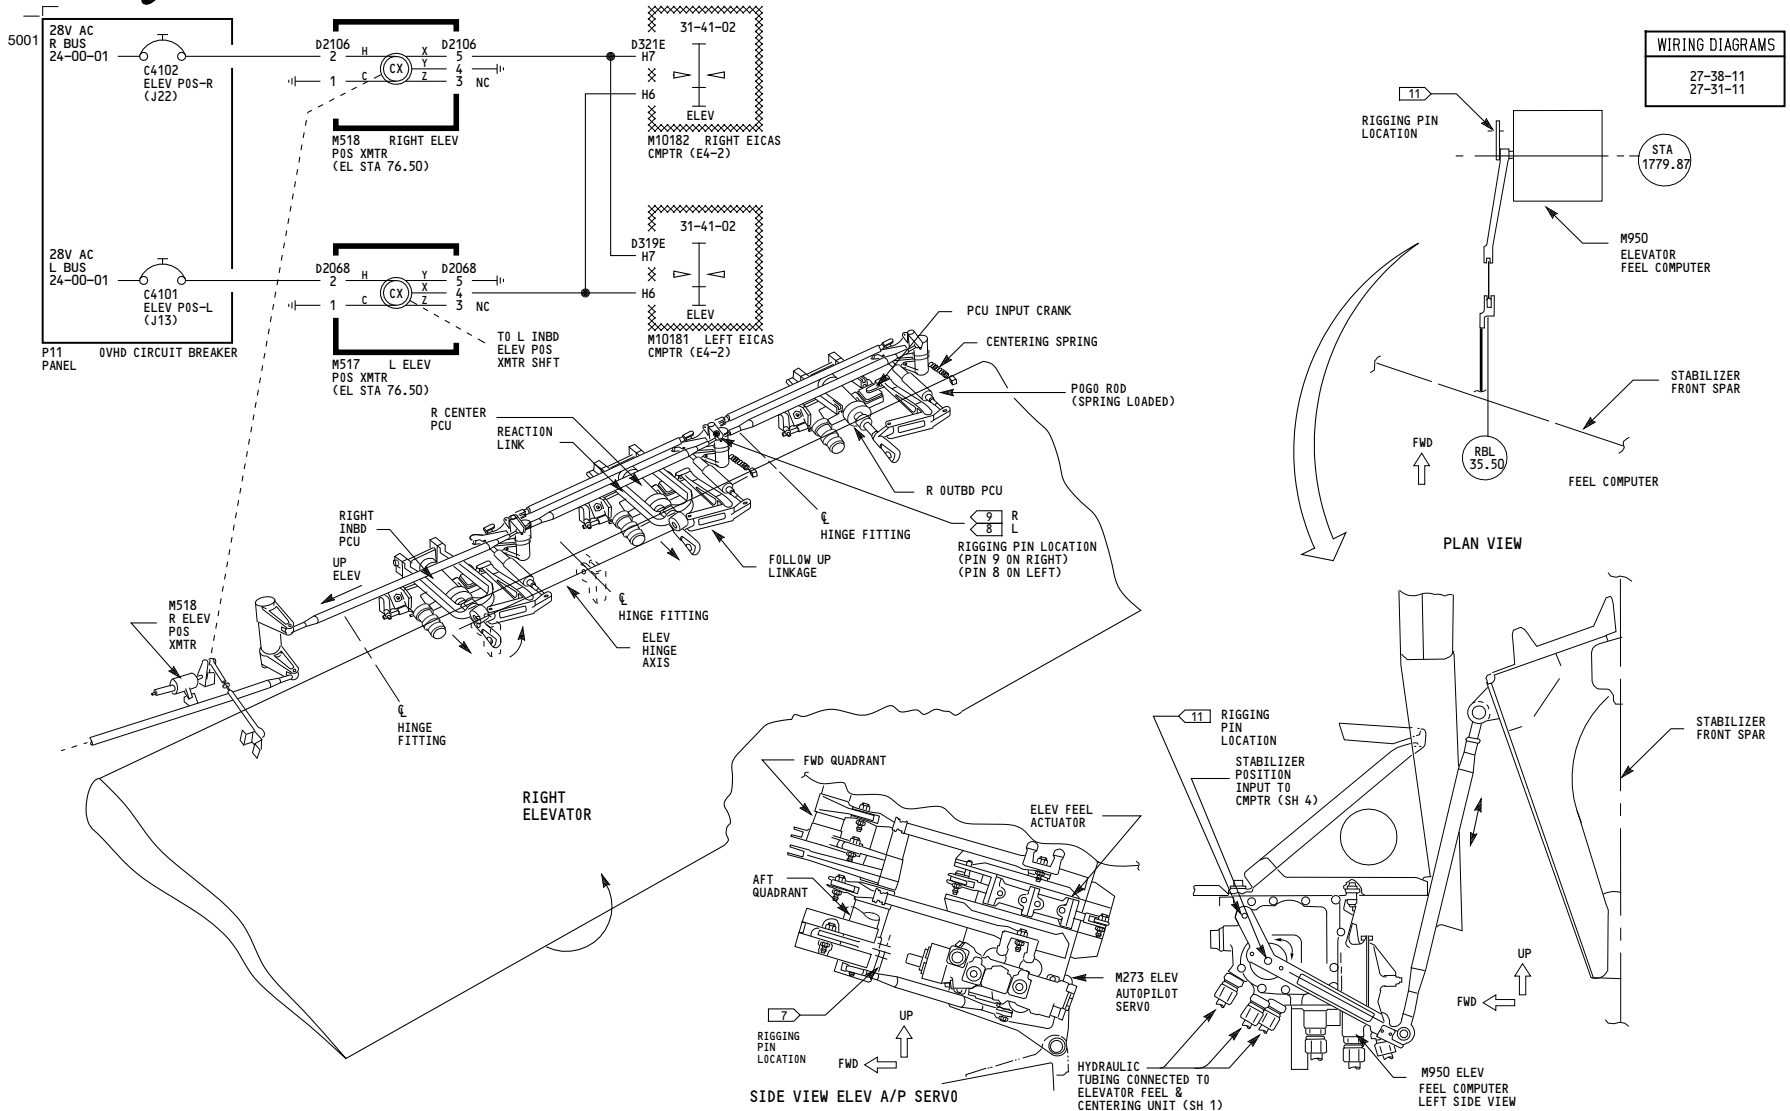 5001
28V AC
R BUS
24-00-01
C4102
ELEV POS-R
(J22)
28V AC
L BUS
24-00-01
C4101
ELEV POS-L
(J13)
P11
PANEL
OVHD CIRCUIT BREAKER
D2106
2
1
H
C
CX
X
Y
Z
D2106
5
4
3
NC
M518 RIGHT ELEV
POS XMTR
(EL STA 76.50)
D2068
2
1
H
C
CX
Y
X
Z
D2068
5
4
3
NC
M517 L ELEV
POS XMTR
(EL STA 76.50)
TO L INBD
ELEV POS
XMTR SHFT
D321E
H7
H6
31-41-02
ELEV
M10182 RIGHT EICAS
CMPTR (E4-2)
D319E
H7
H6
31-41-02
ELEV
M10181 LEFT EICAS
CMPTR (E4-2)
WIRING DIAGRAMS
27-38-11
27-31-11
11
RIGGING PIN
LOCATION
STA
1779.87
M950
ELEVATOR
FEEL COMPUTER
STABILIZER
FRONT SPAR
FWD
RBL
35.50
FEEL COMPUTER
PLAN VIEW
PCU INPUT CRANK
CENTERING SPRING
POGO ROD
(SPRING LOADED)
R CENTER
PCU
REACTION
LINK
R OUTBD PCU
9 R
8 L
RIGGING PIN LOCATION
(PIN 9 ON RIGHT)
(PIN 8 ON LEFT)
℄
HINGE FITTING
FOLLOW UP
LINKAGE
RIGHT
INBD
PCU
UP
ELEV
℄
HINGE FITTING
ELEV
HINGE
AXIS
M518
R ELEV
POS
XMTR
℄
HINGE
FITTING
RIGHT
ELEVATOR
FWD QUADRANT
ELEV FEEL
ACTUATOR
AFT
QUADRANT
M273 ELEV
AUTOPILOT
SERVO
7
RIGGING
PIN
LOCATION
UP
FWD
SIDE VIEW ELEV A/P SERVO
11
RIGGING
PIN
LOCATION
STABILIZER
POSITION
INPUT TO
CMPTR (SH 4)
STABILIZER
FRONT SPAR
UP
FWD
HYDRAULIC
TUBING CONNECTED TO
ELEVATOR FEEL &
CENTERING UNIT (SH 1)
M950 ELEV
FEEL COMPUTER
LEFT SIDE VIEW